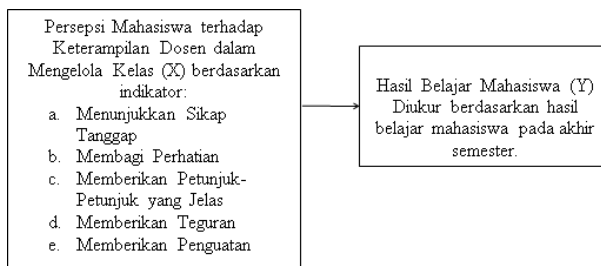 Persepsi Mahasiswa terhadap
Keterampilan Dosen dalam
Mengelola Kelas (X) berdasarkan
indikator:
a. Menunjukkan Sikap
Tanggap
b. Membagi Perhatian
c. Memberikan Petunjuk-
Petunjuk yang Jelas
d. Memberikan Teguran
e. Memberikan Penguatan
Hasil Belajar Mahasiswa (Y)
Diukur berdasarkan hasil
belajar mahasiswa pada akhir
semester.